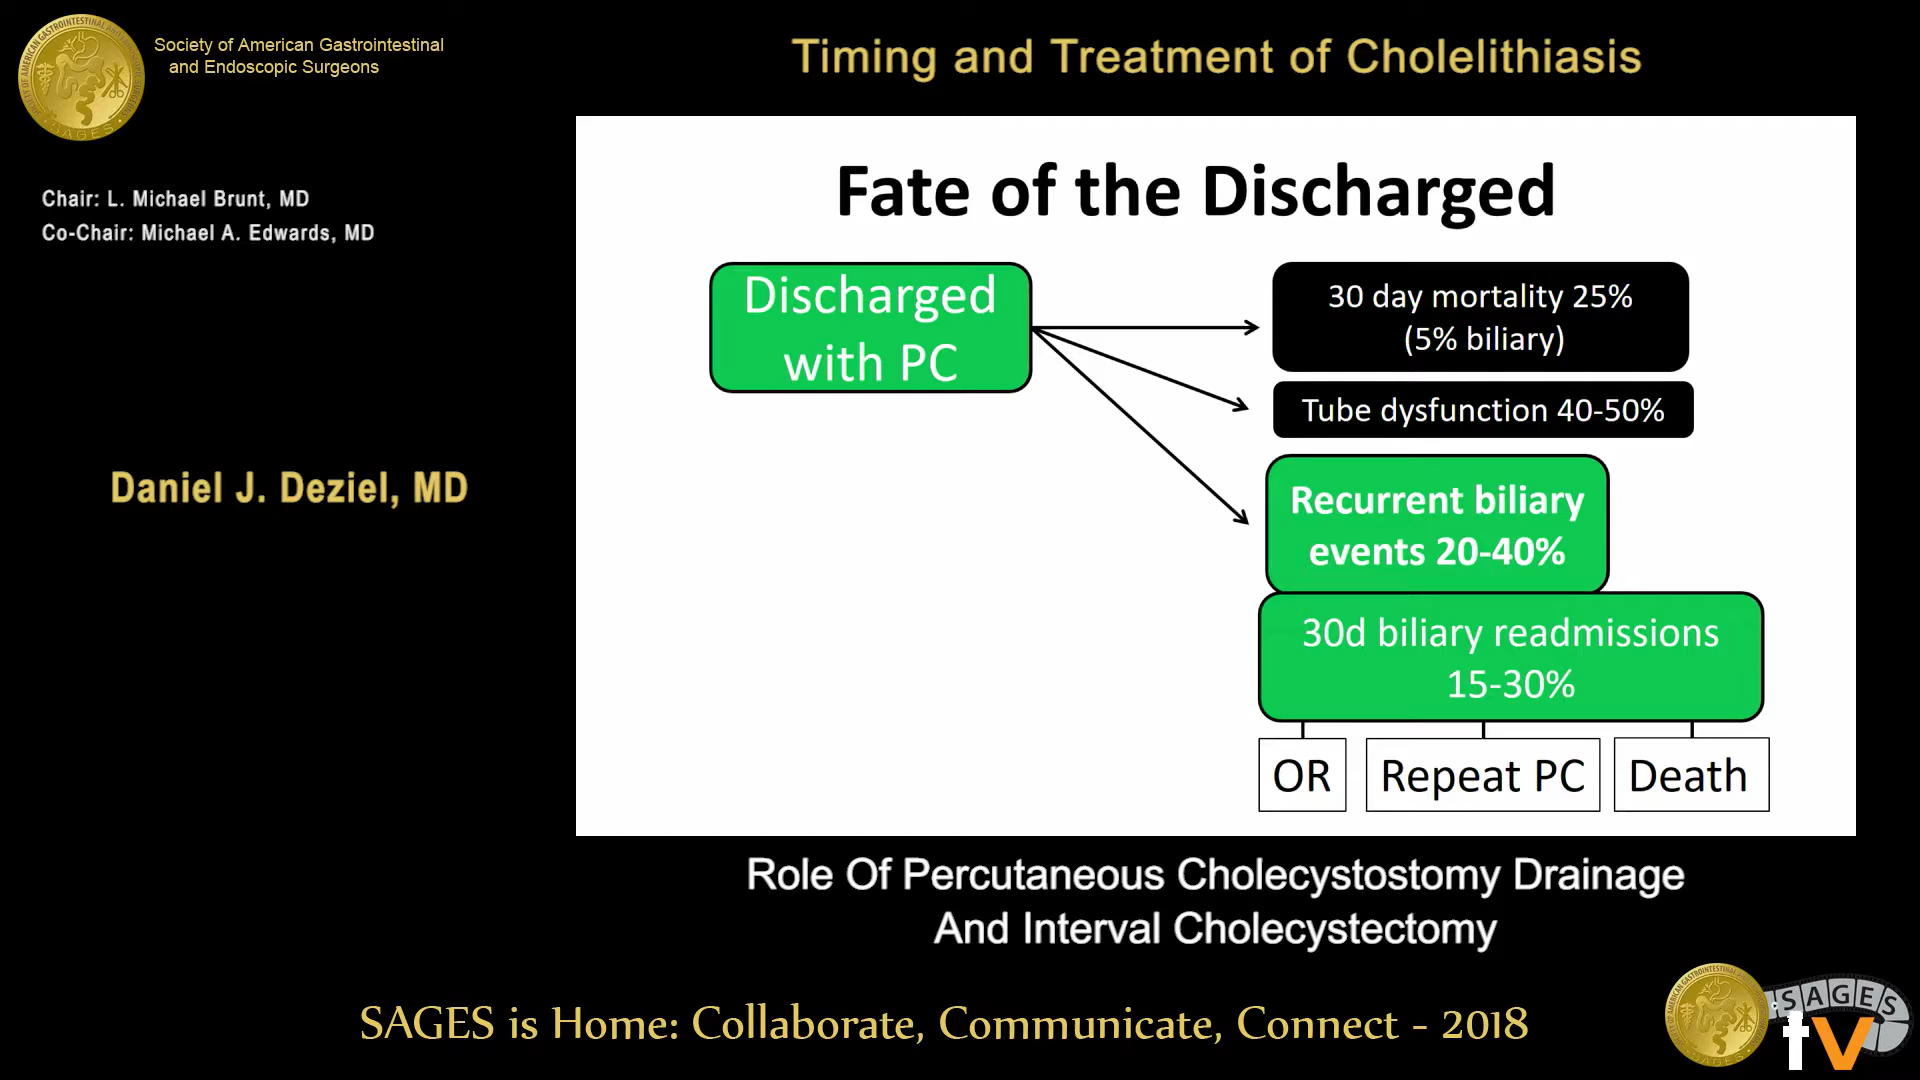 Society of American Gastrointestinal
and Endoscopic Surgeons
Timing and Treatment of Cholelithiasis
Chair: L. Michael Brunt, MD
Co-Chair: Michael A. Edwards, MD
Daniel J. Deziel, MD
Fate of the Discharged
Discharged
with PC
30 day mortality 25%
(5% biliary)
Tube dysfunction 40-50%
Recurrent biliary
events 20-40%
30d biliary readmissions
15-30%
OR
Repeat PC
Death
Role Of Percutaneous Cholecystostomy Drainage
And Interval Cholecystectomy
SAGES is Home: Collaborate, Communicate, Connect - 2018
SAGES
tv